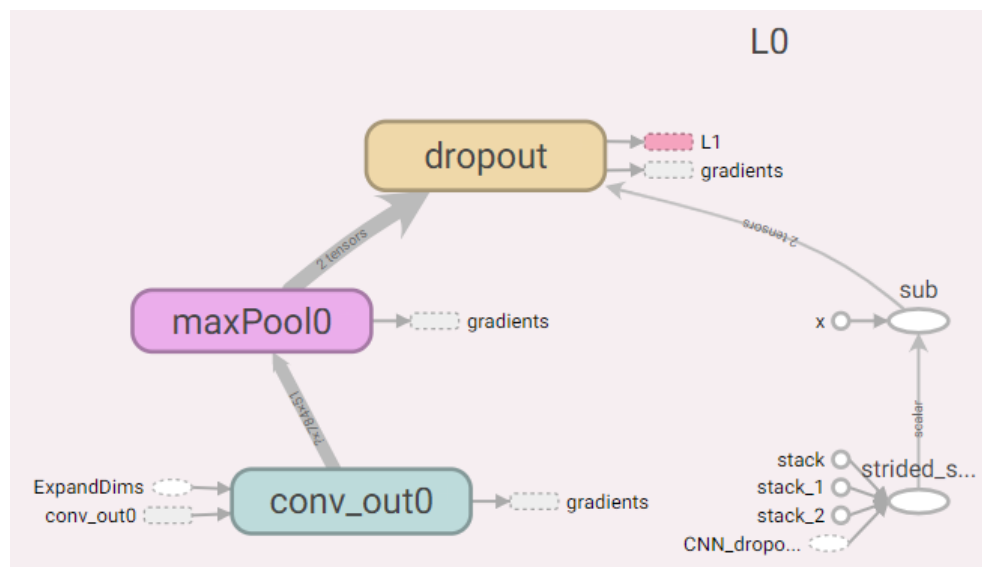 L0
dropout
L1
gradients
2 tensors
2 tensors
sub
maxPool0
gradients
x
?x784x51
scalar
stack
strided_s...
ExpandDims
stack_1
conv_out0
conv_out0
gradients
stack_2
CNN_dropo...